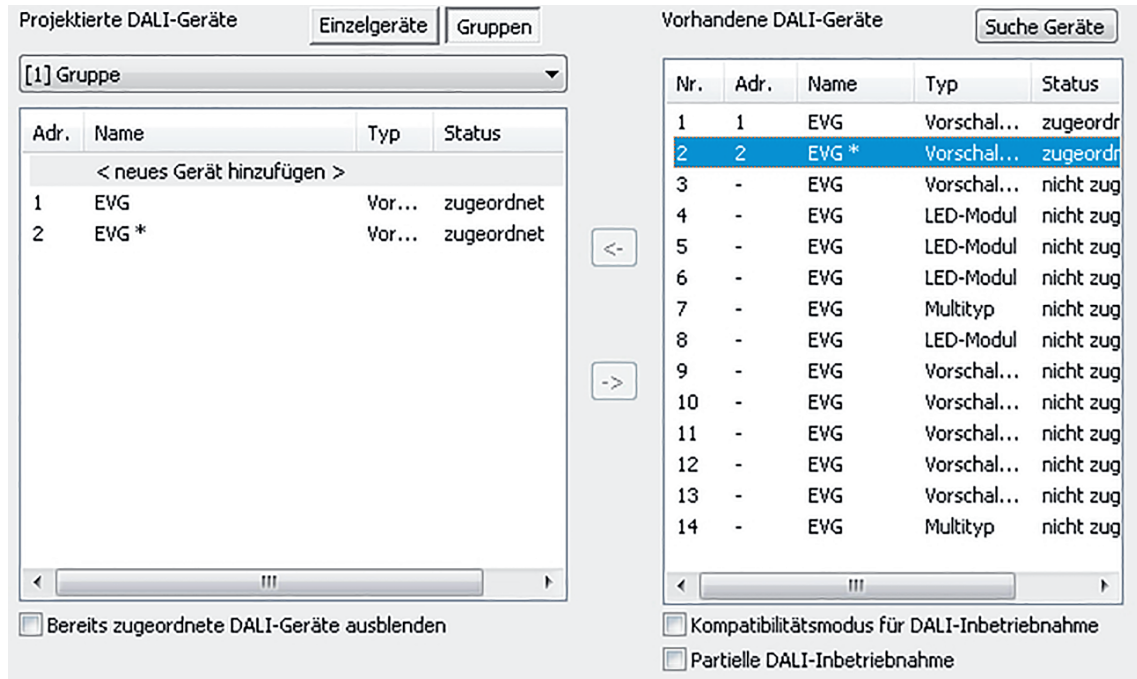 Projektierte DALI-Geräte
Einzelgeräte
Gruppen
[1] Gruppe
Adr. Name Typ Status
< neues Gerät hinzufügen >
1 EVG Vor... zugeordnet
2 EVG * Vor... zugeordnet
Bereits zugeordnete DALI-Geräte ausblenden
<-
->
Vorhandene DALI-Geräte
Suche Geräte
Nr. Adr. Name Typ Status
1 1 EVG Vorschal... zugeordr
2 2 EVG * Vorschal... zugeordr
3 - EVG Vorschal... nicht zug
4 - EVG LED-Modul nicht zug
5 - EVG LED-Modul nicht zug
6 - EVG LED-Modul nicht zug
7 - EVG Multityp nicht zug
8 - EVG LED-Modul nicht zug
9 - EVG Vorschal... nicht zug
10 - EVG Vorschal... nicht zug
11 - EVG Vorschal... nicht zug
12 - EVG Vorschal... nicht zug
13 - EVG Vorschal... nicht zug
14 - EVG Multityp nicht zug
Kompatibilitätsmodus für DALI-Inbetriebnahme
Partielle DALI-Inbetriebnahme